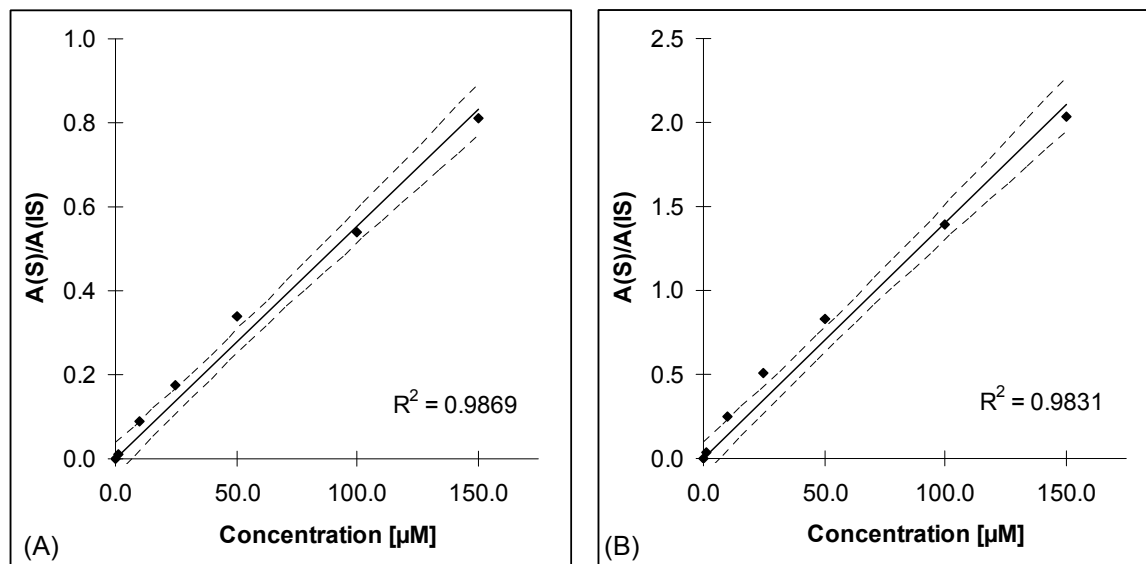 1.0
0.8
0.6
0.4
0.2
0.0
A(S)/A(IS)
R² = 0.9869
0.0 50.0 100.0 150.0
Concentration [µM]
(A)
2.5
2.0
1.5
1.0
0.5
0.0
A(S)/A(IS)
R² = 0.9831
0.0 50.0 100.0 150.0
Concentration [µM]
(B)